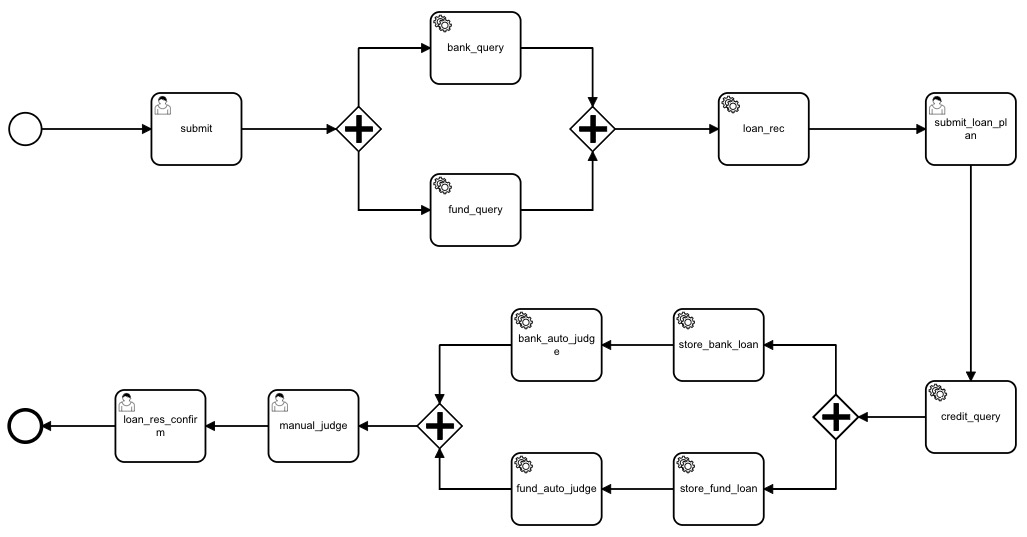 bank_query
submit
loan_rec
submit_loan_pl
an
fund_query
bank_auto_judg
e
store_bank_loan
loan_res_confir
m
manual_judge
credit_query
fund_auto_judge
store_fund_loan